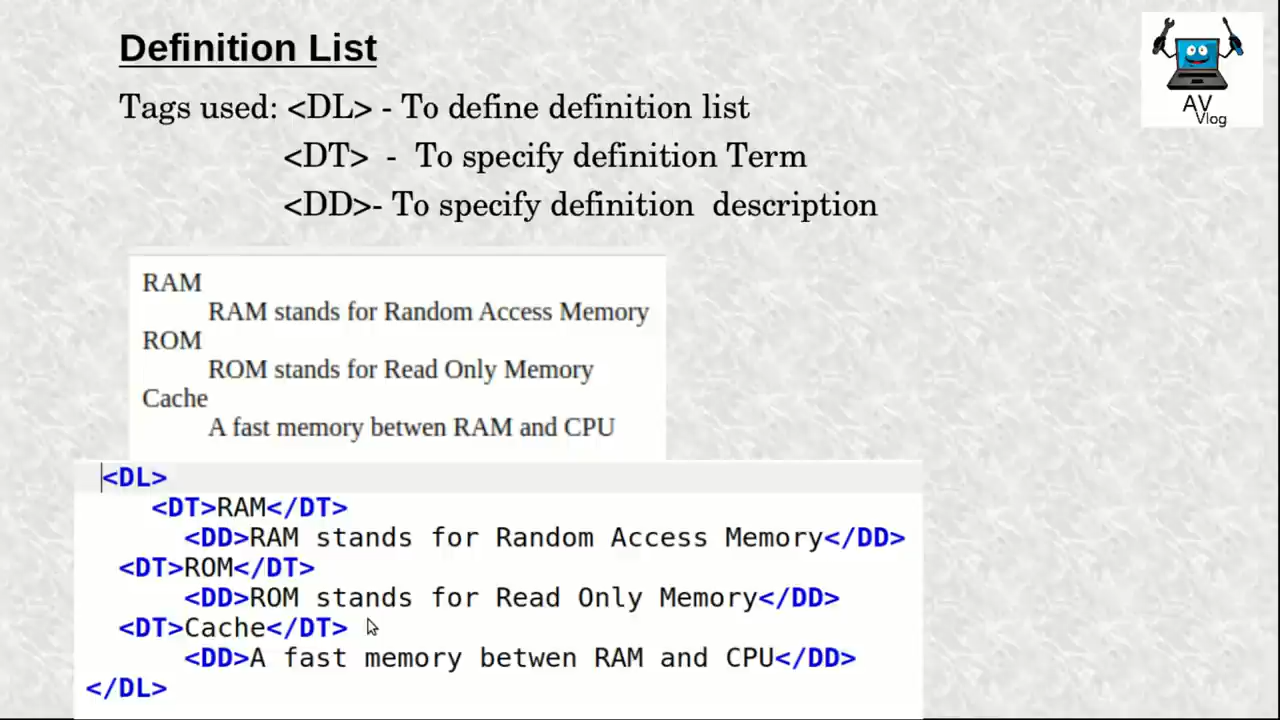 Definition List
AV
Vlog
Tags used: <DL> - To define definition list
<DT> - To specify definition Term
<DD>- To specify definition description
RAM
RAM stands for Random Access Memory
ROM
ROM stands for Read Only Memory
Cache
A fast memory betwen RAM and CPU
<DL>
<DT>RAM</DT>
<DD>RAM stands for Random Access Memory</DD>
<DT>ROM</DT>
<DD>ROM stands for Read Only Memory</DD>
<DT>Cache</DT>
<DD>A fast memory betwen RAM and CPU</DD>
</DL>